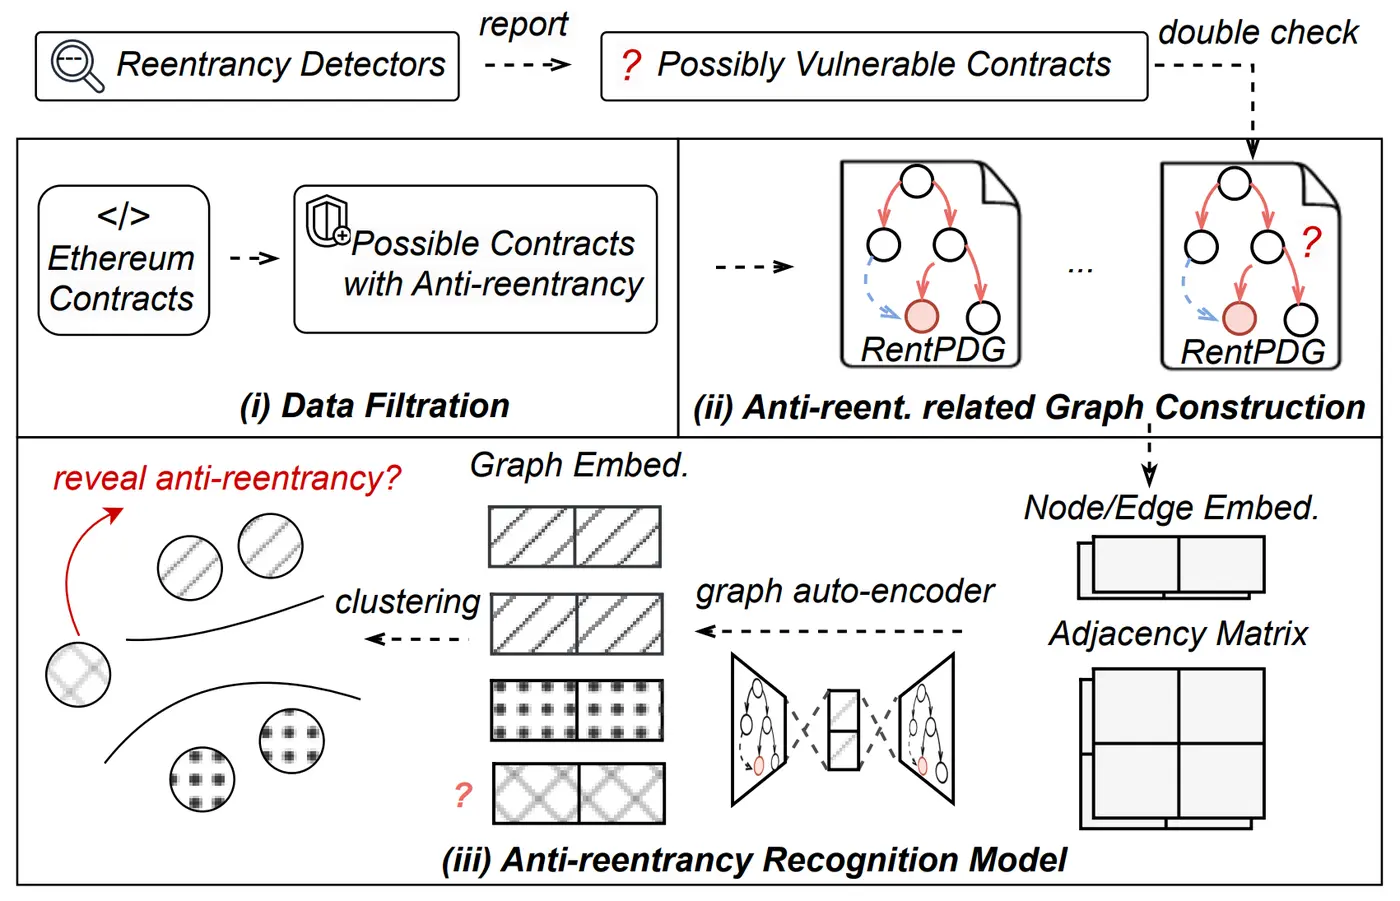 report
double check
Reentrancy Detectors
? Possibly Vulnerable Contracts
</>
Ethereum
Contracts
Possible Contracts
with Anti-reentrancy
(i) Data Filtration
RentPDG
...
?
RentPDG
(ii) Anti-reent. related Graph Construction
reveal anti-reentrancy?
Graph Embed.
Node/Edge Embed.
clustering
graph auto-encoder
Adjacency Matrix
?
(iii) Anti-reentrancy Recognition Model